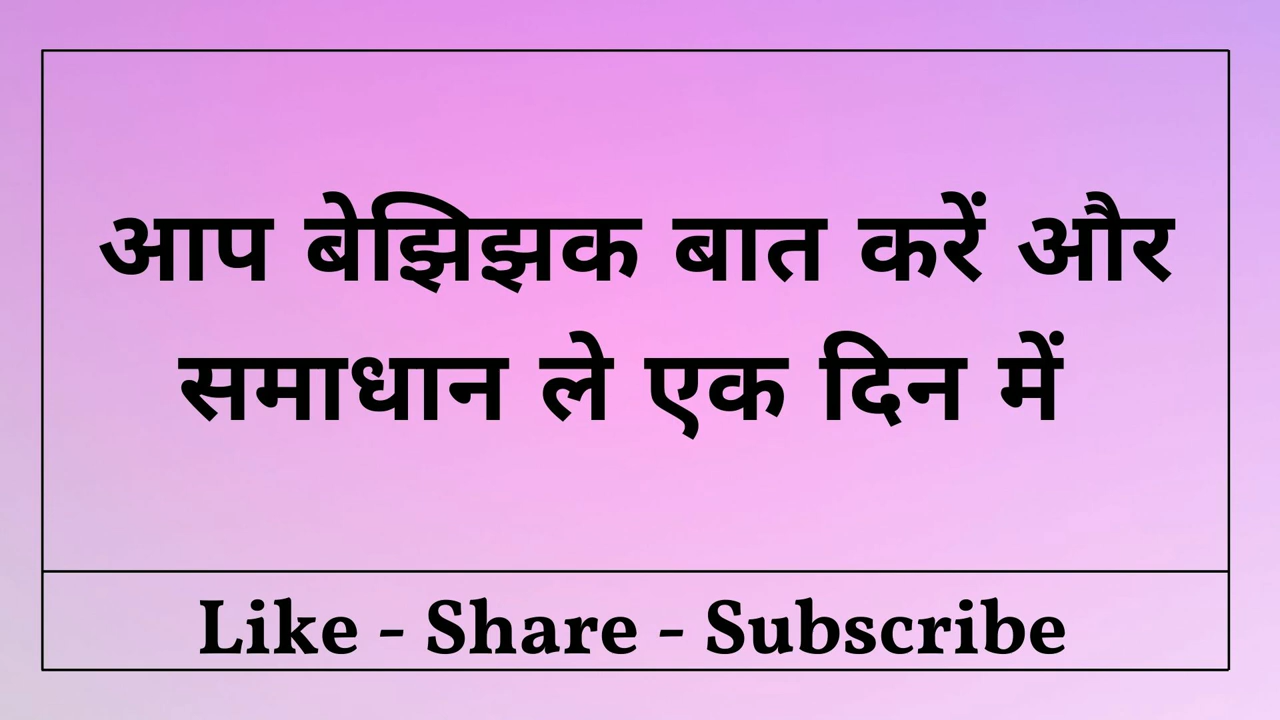 आप बेझिझक बात करें और
समाधान ले एक दिन में
Like - Share - Subscribe